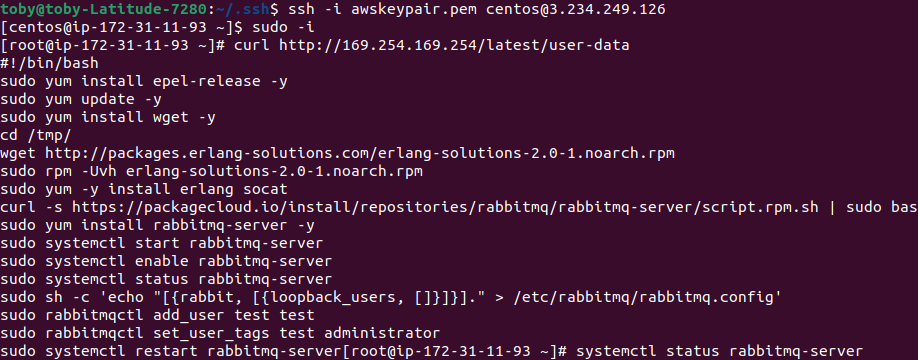 toby@toby-Latitude-7280:~/.ssh$ ssh -i awskeypair.pem centos@3.234.249.126
[centos@ip-172-31-11-93 ~]$ sudo -i
[root@ip-172-31-11-93 ~]# curl http://169.254.169.254/latest/user-data
#!/bin/bash
sudo yum install epel-release -y
sudo yum update -y
sudo yum install wget -y
cd /tmp/
wget http://packages.erlang-solutions.com/erlang-solutions-2.0-1.noarch.rpm
sudo rpm -Uvh erlang-solutions-2.0-1.noarch.rpm
sudo yum -y install erlang socat
curl -s https://packagecloud.io/install/repositories/rabbitmq/rabbitmq-server/script.rpm.sh | sudo bas
sudo yum install rabbitmq-server -y
sudo systemctl start rabbitmq-server
sudo systemctl enable rabbitmq-server
sudo systemctl status rabbitmq-server
sudo sh -c 'echo "[{rabbit, [{loopback_users, []}]}]." > /etc/rabbitmq/rabbitmq.config'
sudo rabbitmqctl add_user test test
sudo rabbitmqctl set_user_tags test administrator
sudo systemctl restart rabbitmq-server[root@ip-172-31-11-93 ~]# systemctl status rabbitmq-server